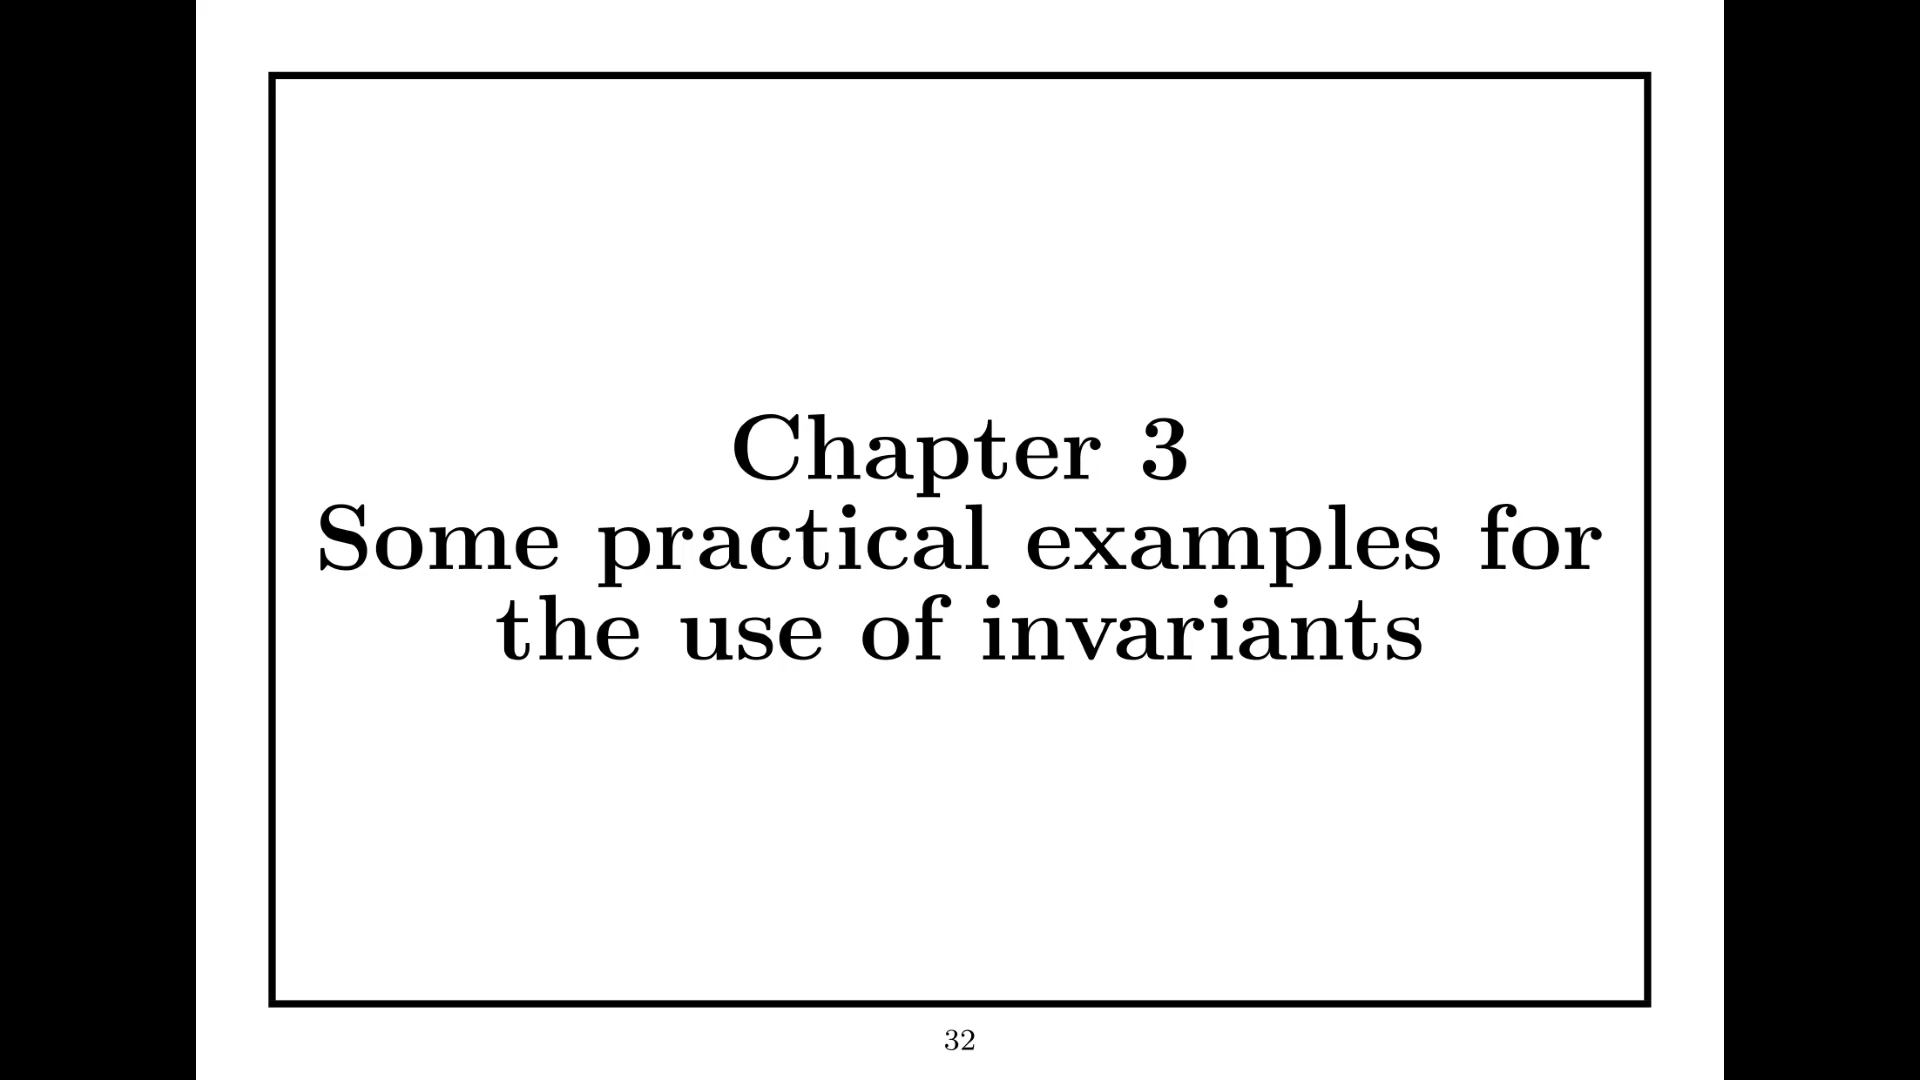 Chapter 3
Some practical examples for
the use of invariants
32